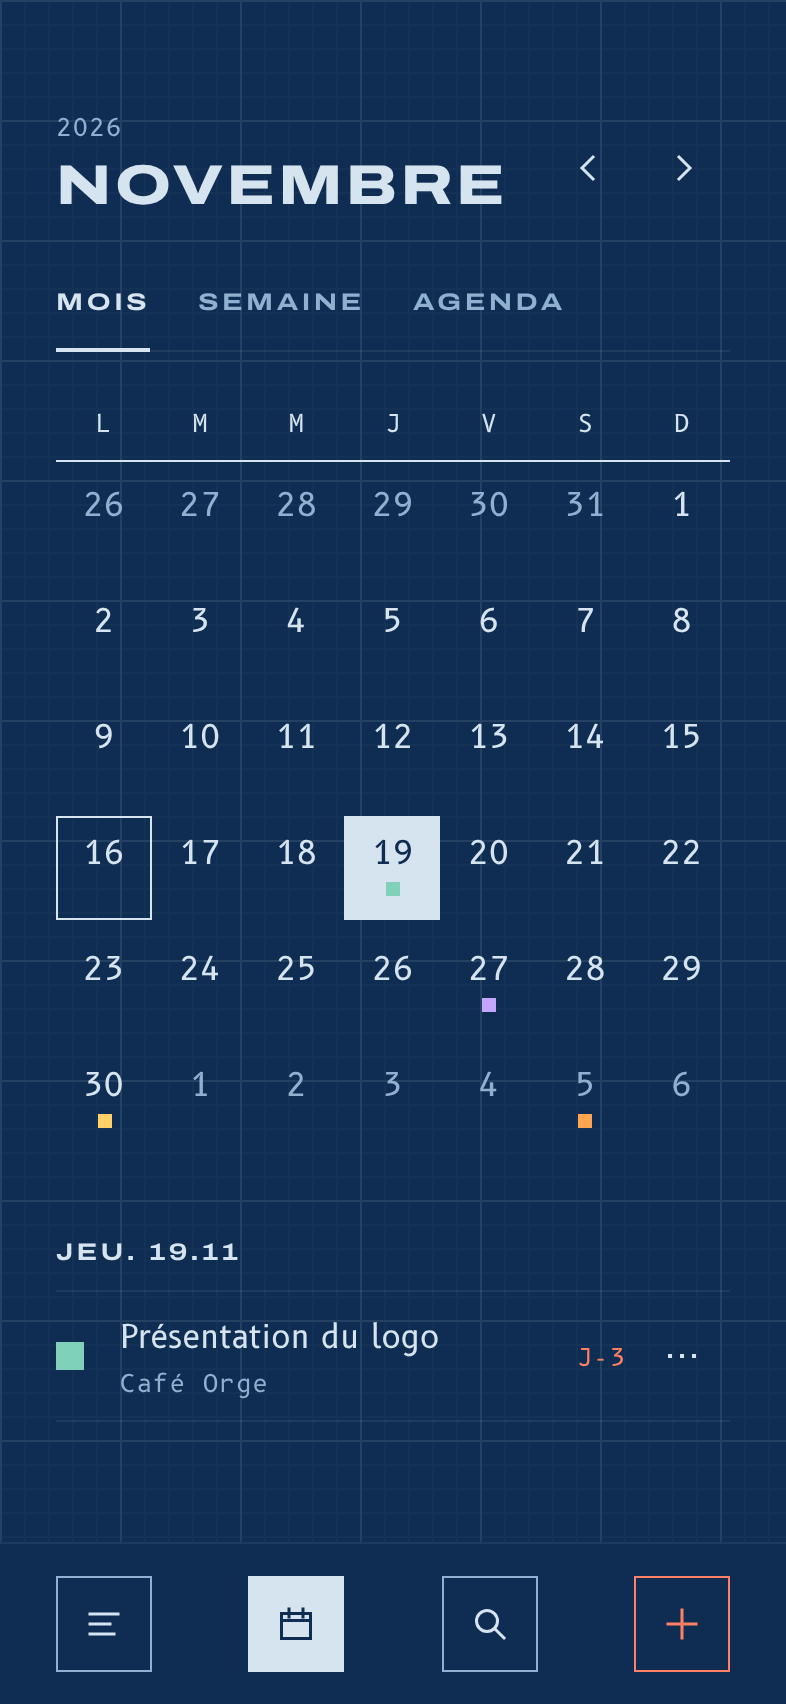 2026
NOVEMBRE
MOIS SEMAINE AGENDA
L M M J V S D
26 27 28 29 30 31 1
2 3 4 5 6 7 8
9 10 11 12 13 14 15
16 17 18 19 20 21 22
23 24 25 26 27 28 29
30 1 2 3 4 5 6
JEU. 19.11
Présentation du logo
Café Orge
J-3